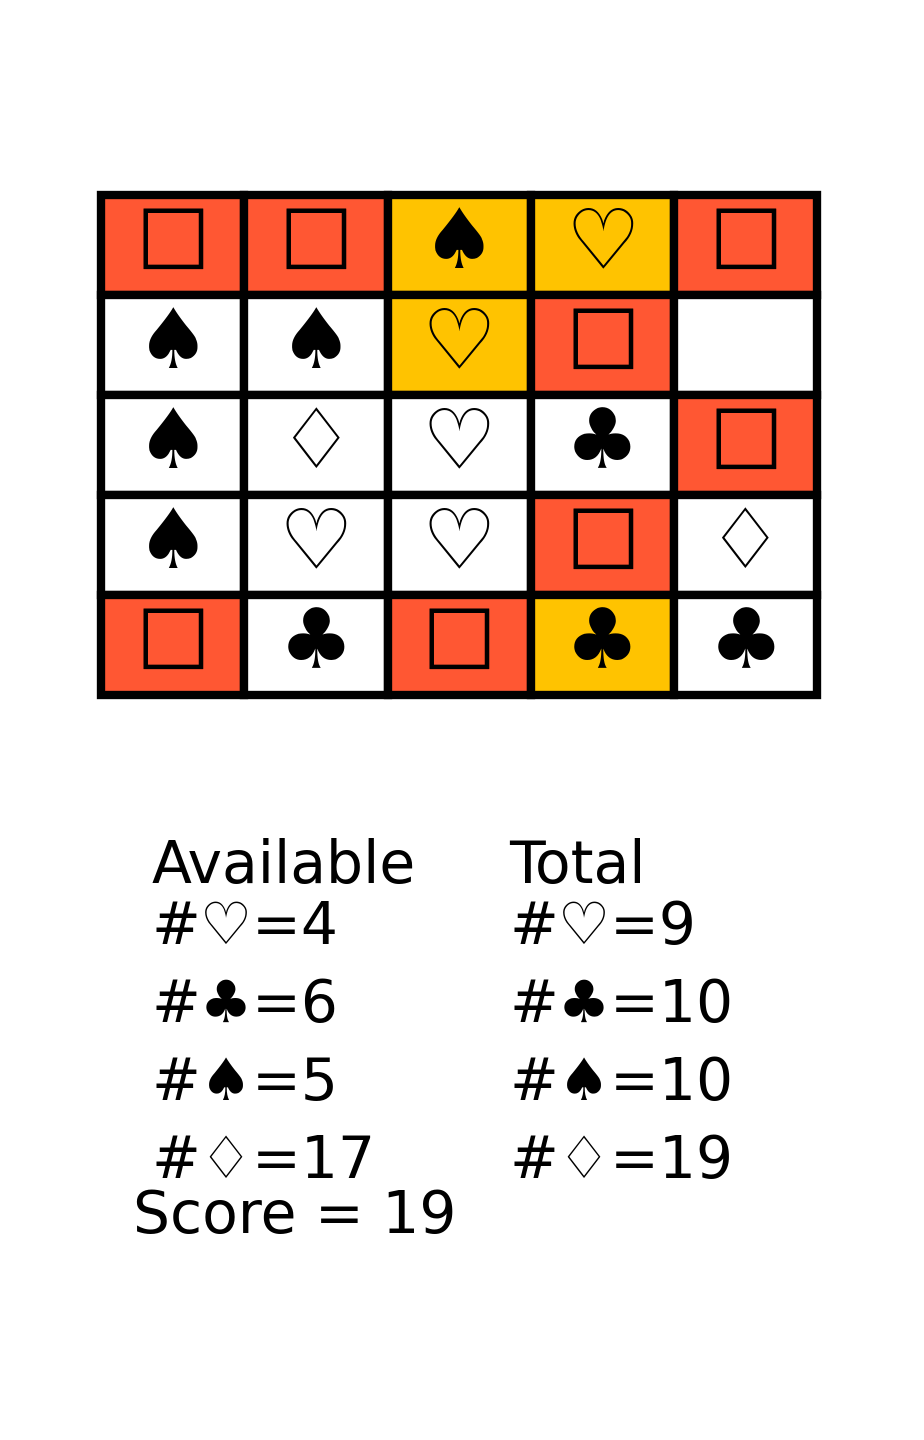 □ □ ♠ ♡ □
♠ ♠ ♡ □
♠ ♢ ♡ ♣ □
♠ ♡ ♡ □ ♢
□ ♣ □ ♣ ♣
Available Total
#♡=4 #♡=9
#♣=6 #♣=10
#♠=5 #♠=10
#♢=17 #♢=19
Score = 19